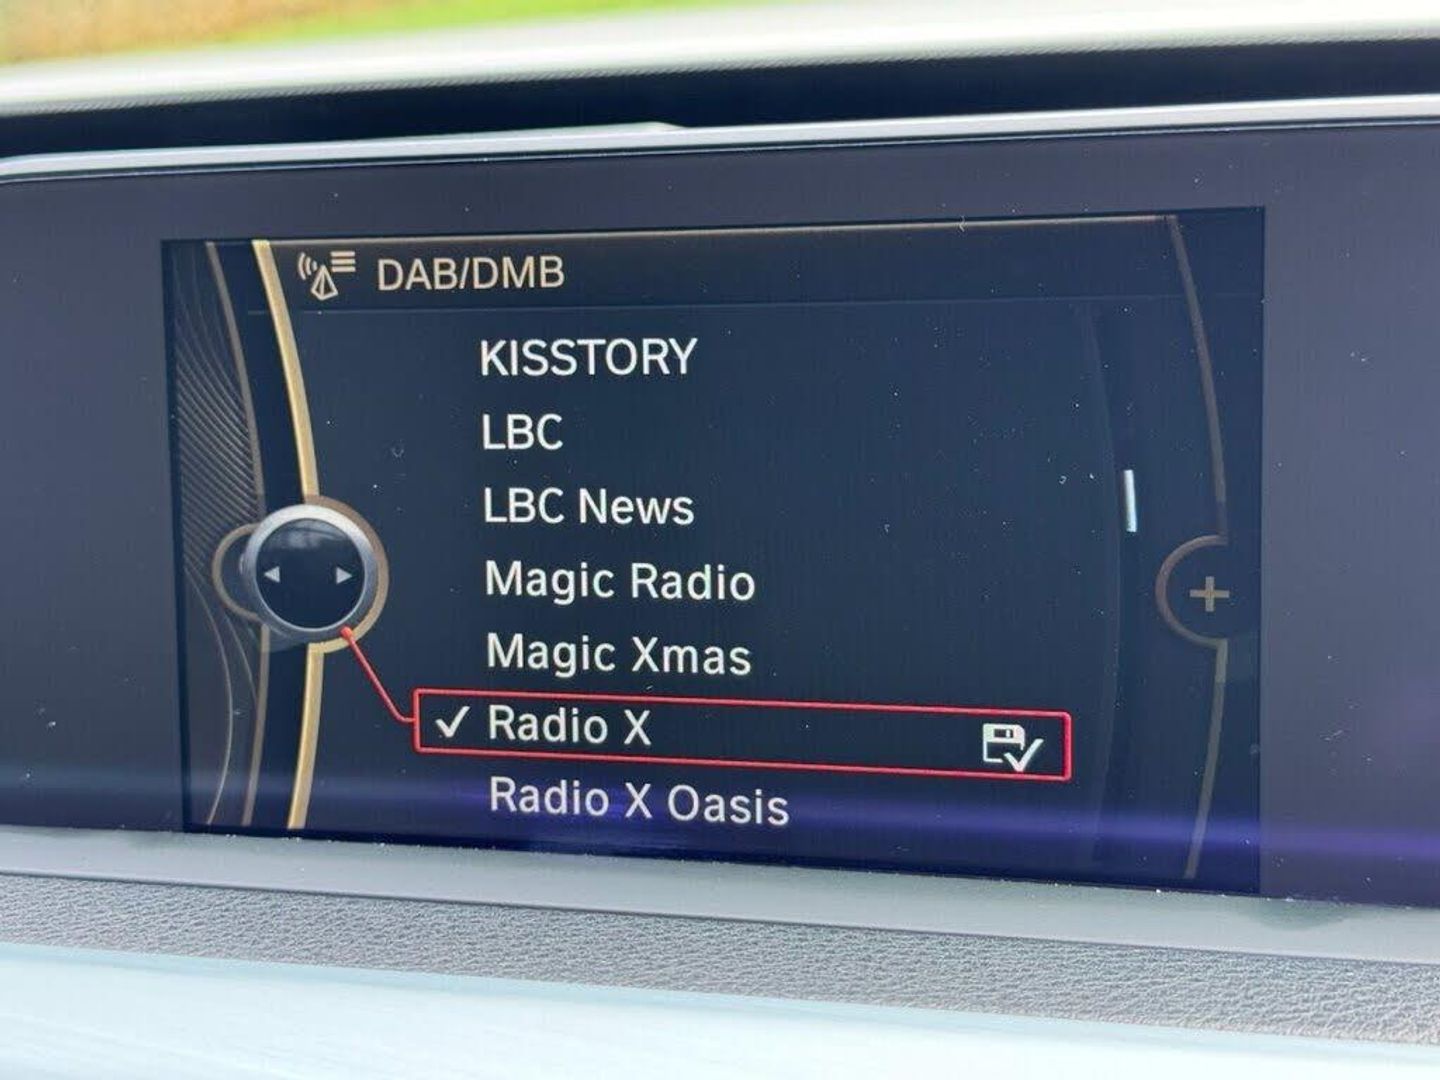 DAB/DMB
KISSTORY
LBC
LBC News
Magic Radio
Magic Xmas
Radio X
Radio X Oasis